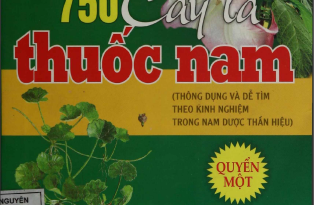 750 Cây lá
thuốc nam
(THÔNG DỤNG VÀ DỄ TÌM
THEO KINH NGHIỆM
TRONG NAM DƯỢC THẦN HIỆU)
QUYỂN
MỘT
NGUYÊN